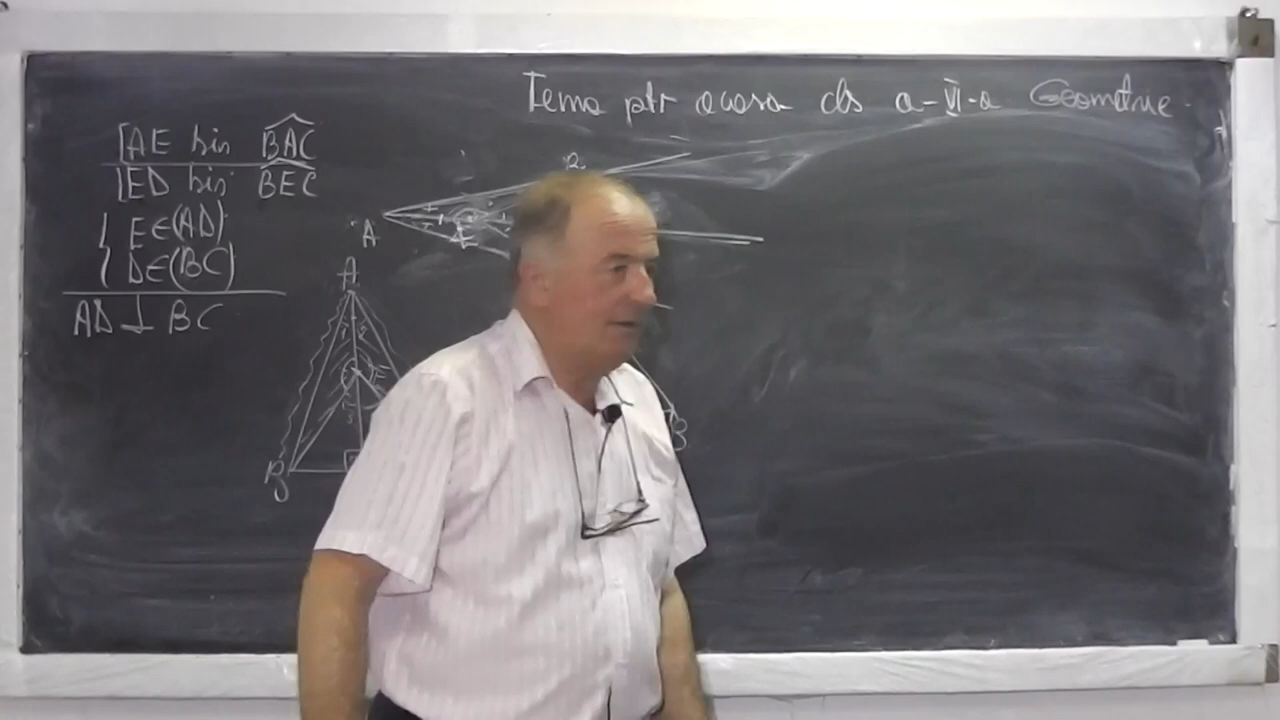 Tema ptr acasa cls a-VI-a Geometrie
[AE bis BAC
[ED bis BEC
E∈(AD)
D∈(BC)
AD ⊥ BC
A
E
A
B
B